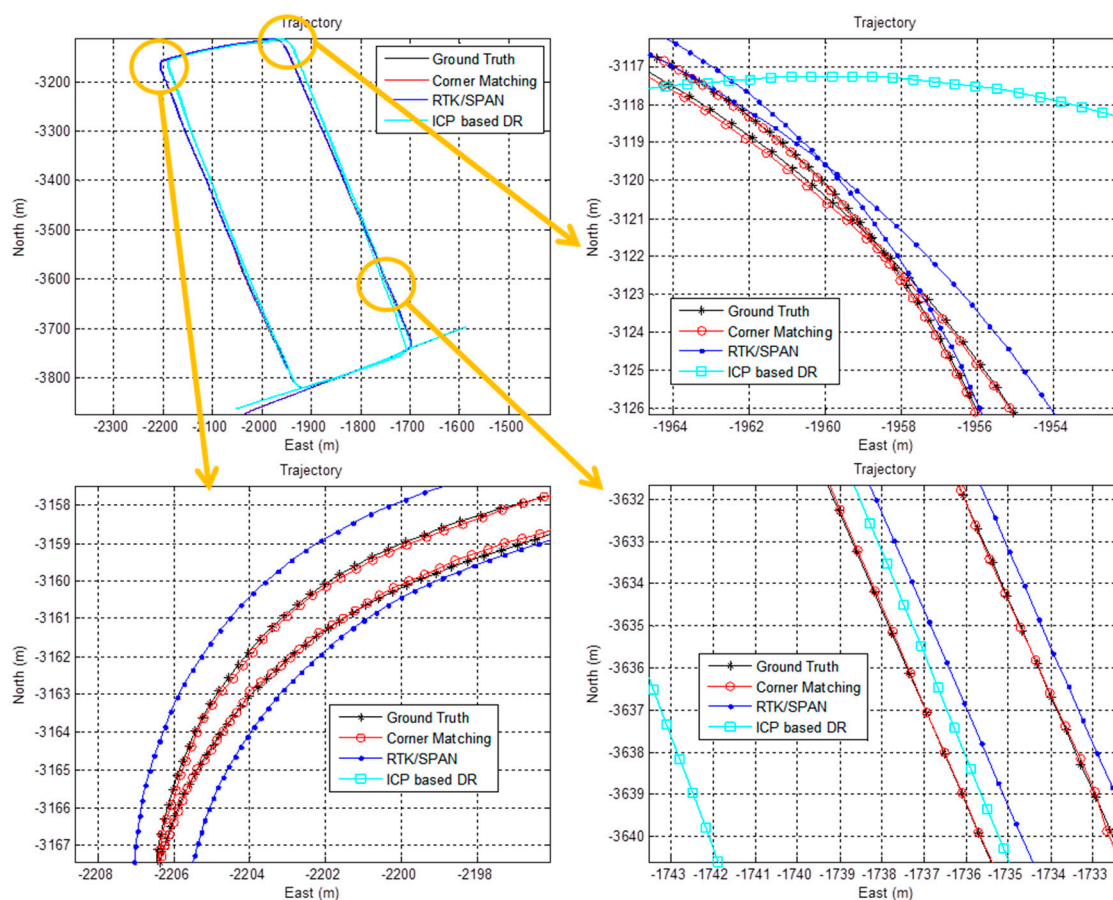 Trajectory
North (m)
-3200
-3300
-3400
-3500
-3600
-3700
-3800
Ground Truth
Corner Matching
RTK/SPAN
ICP based DR
-2300 -2200 -2100 -2000 -1900 -1800 -1700 -1600 -1500
East (m)
Trajectory
North (m)
-3117
-3118
-3119
-3120
-3121
-3122
-3123
-3124
-3125
-3126
Ground Truth
Corner Matching
RTK/SPAN
ICP based DR
-1964 -1962 -1960 -1958 -1956 -1954
East (m)
Trajectory
North (m)
-3158
-3159
-3160
-3161
-3162
-3163
-3164
-3165
-3166
-3167
Ground Truth
Corner Matching
RTK/SPAN
ICP based DR
-2208 -2206 -2204 -2202 -2200 -2198
East (m)
Trajectory
North (m)
-3632
-3633
-3634
-3635
-3636
-3637
-3638
-3639
-3640
Ground Truth
Corner Matching
RTK/SPAN
ICP based DR
-1743 -1742 -1741 -1740 -1739 -1738 -1737 -1736 -1735 -1734 -1733
East (m)